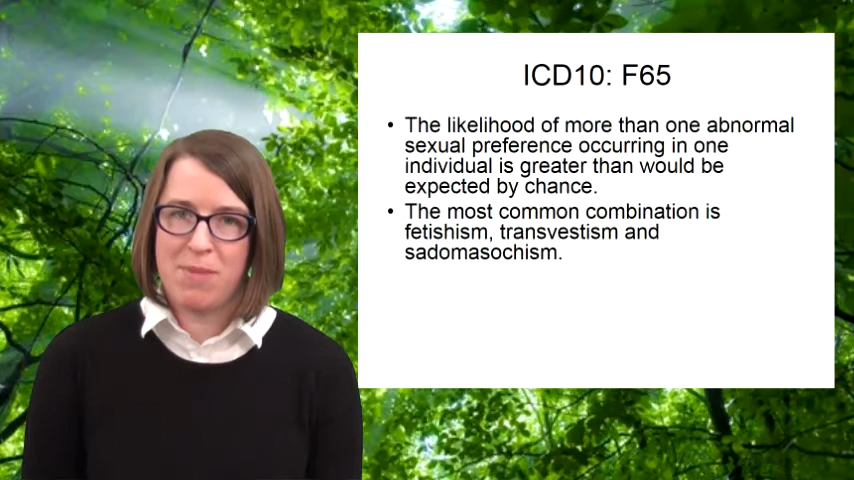 ICD10: F65
• The likelihood of more than one abnormal
sexual preference occurring in one
individual is greater than would be
expected by chance.
• The most common combination is
fetishism, transvestism and
sadomasochism.